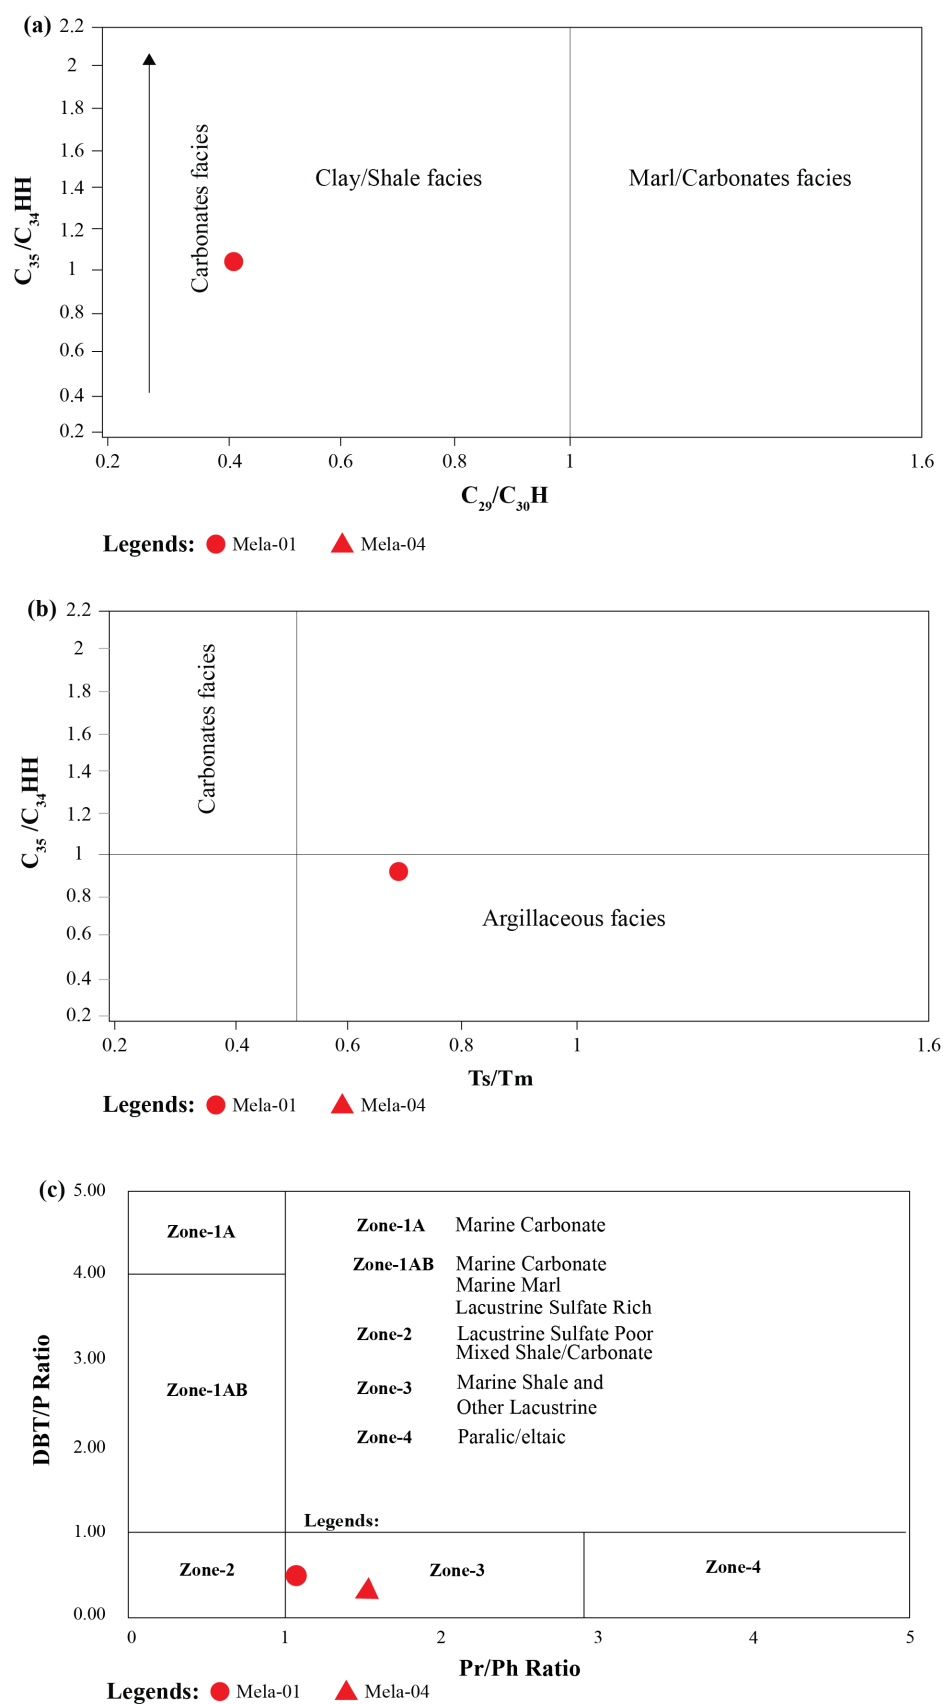 (a)
2.2
2
1.8
1.6
1.4
1.2
1
0.8
0.6
0.4
0.2
C₃₅/C₃₄HH
Carbonates facies
Clay/Shale facies
Marl/Carbonates facies
0.2 0.4 0.6 0.8 1 1.6
C₂₉/C₃₀H
Legends: Mela-01 Mela-04
(b)
2.2
2
1.8
1.6
1.4
1.2
1
0.8
0.6
0.4
0.2
C₃₅ /C₃₄HH
Carbonates facies
Argillaceous facies
0.2 0.4 0.6 0.8 1 1.6
Ts/Tm
Legends: Mela-01 Mela-04
(c)
5.00
4.00
3.00
2.00
1.00
0.00
DBT/P Ratio
Zone-1A
Zone-1AB
Zone-1A Marine Carbonate
Zone-1AB Marine Carbonate
Marine Marl
Lacustrine Sulfate Rich
Zone-2 Lacustrine Sulfate Poor
Mixed Shale/Carbonate
Zone-3 Marine Shale and
Other Lacustrine
Zone-4 Paralic/eltaic
Legends:
Zone-2 Zone-3 Zone-4
0 1 2 3 4 5
Pr/Ph Ratio
Legends: Mela-01 Mela-04